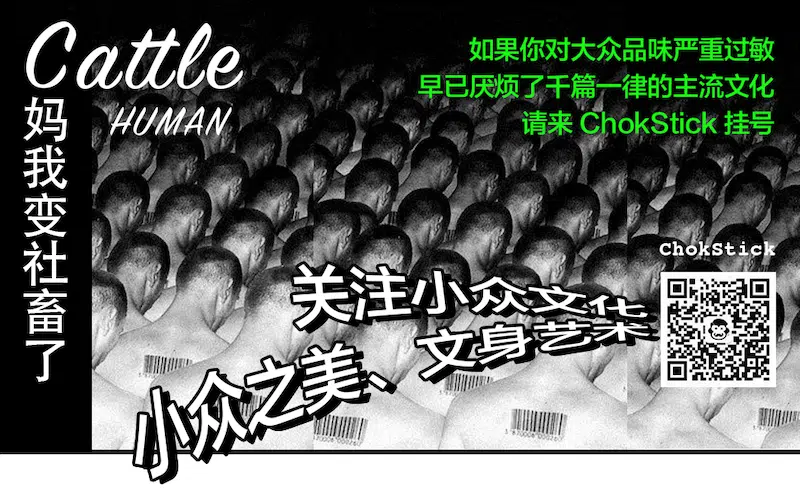 Cattle
HUMAN
妈我变社畜了
如果你对大众品味严重过敏
早已厌烦了千篇一律的主流文化
请来 ChokStick 挂号
ChokStick
关注小众文化
小众之美、文身艺术